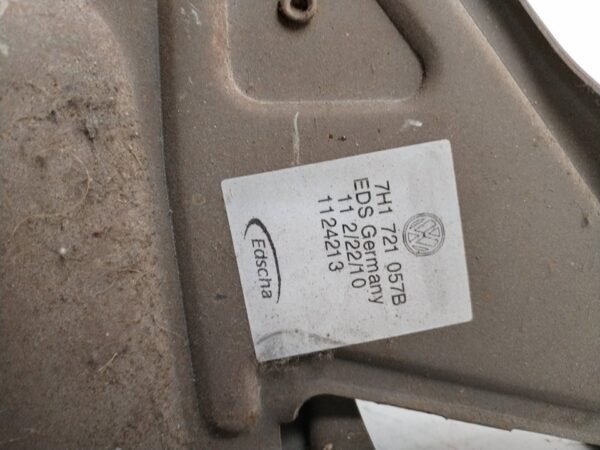 7H1 721 057B
EDS Germany
11 2/22/10
1124213
Edscha